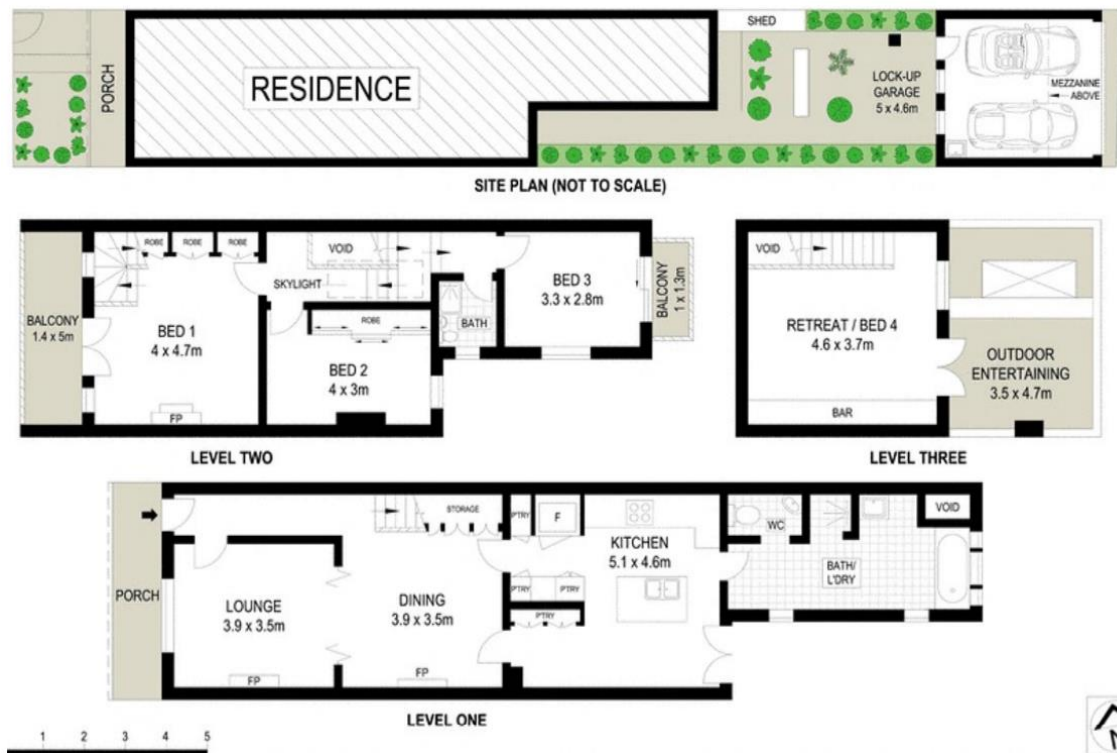 SHED
PORCH
RESIDENCE
LOCK-UP
GARAGE
5 x 4.6m
MEZZANINE
ABOVE
SITE PLAN (NOT TO SCALE)
BALCONY
1.4 x 5m
ROBE
ROBE
ROBE
BED 1
4 x 4.7m
FP
SKYLIGHT
VOID
ROBE
BED 2
4 x 3m
BATH
BED 3
3.3 x 2.8m
BALCONY
1 x 1.3m
LEVEL TWO
VOID
RETREAT / BED 4
4.6 x 3.7m
BAR
OUTDOOR
ENTERTAINING
3.5 x 4.7m
LEVEL THREE
PORCH
LOUNGE
3.9 x 3.5m
FP
STORAGE
DINING
3.9 x 3.5m
FP
P'TRY
F
P'TRY
P'TRY
P'TRY
KITCHEN
5.1 x 4.6m
WC
BATH/
L'DRY
VOID
LEVEL ONE
1 2 3 4 5